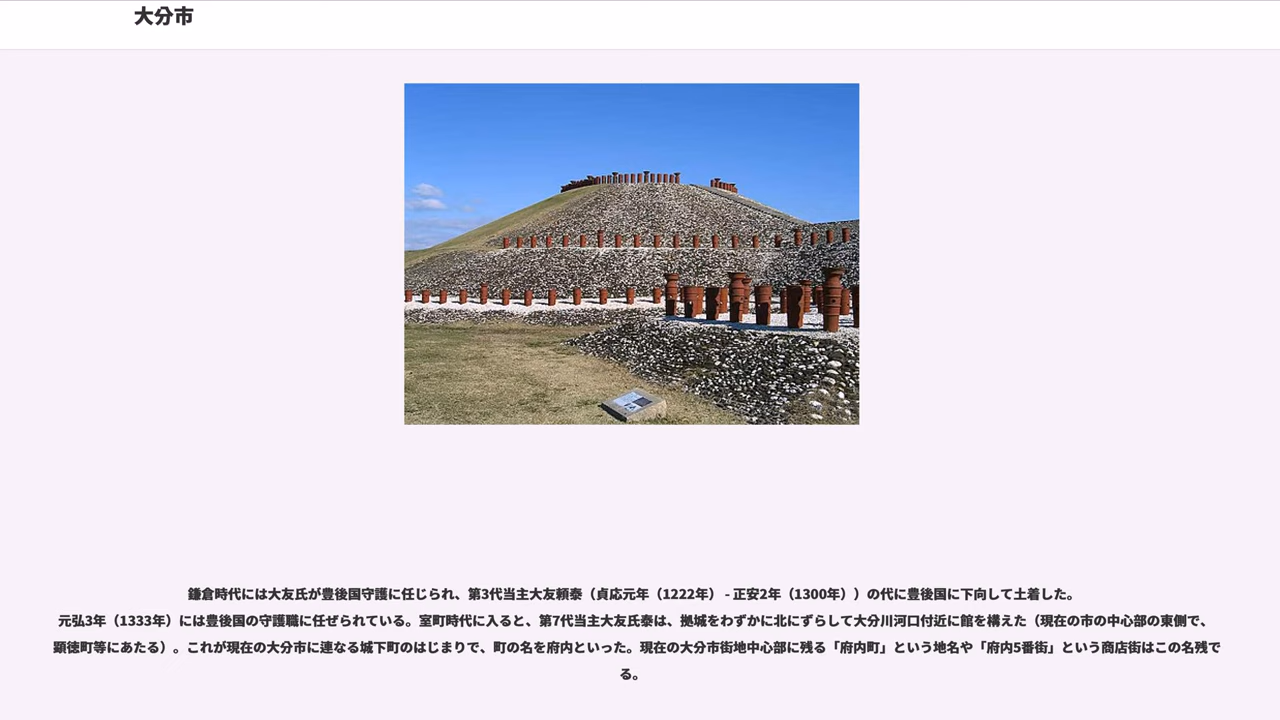 大分市
鎌倉時代には大友氏が豊後国守護に任じられ、第3代当主大友頼泰（貞応元年（1222年） - 正安2年（1300年））の代に豊後国に下向して土着した。
元弘3年（1333年）には豊後国の守護職に任ぜられている。室町時代に入ると、第7代当主大友氏泰は、拠城をわずかに北にずらして大分川河口付近に館を構えた（現在の市の中心部の東側で、
顕徳町等にあたる）。これが現在の大分市に連なる城下町のはじまりで、町の名を府内といった。現在の大分市街地中心部に残る「府内町」という地名や「府内5番街」という商店街はこの名残で
る。